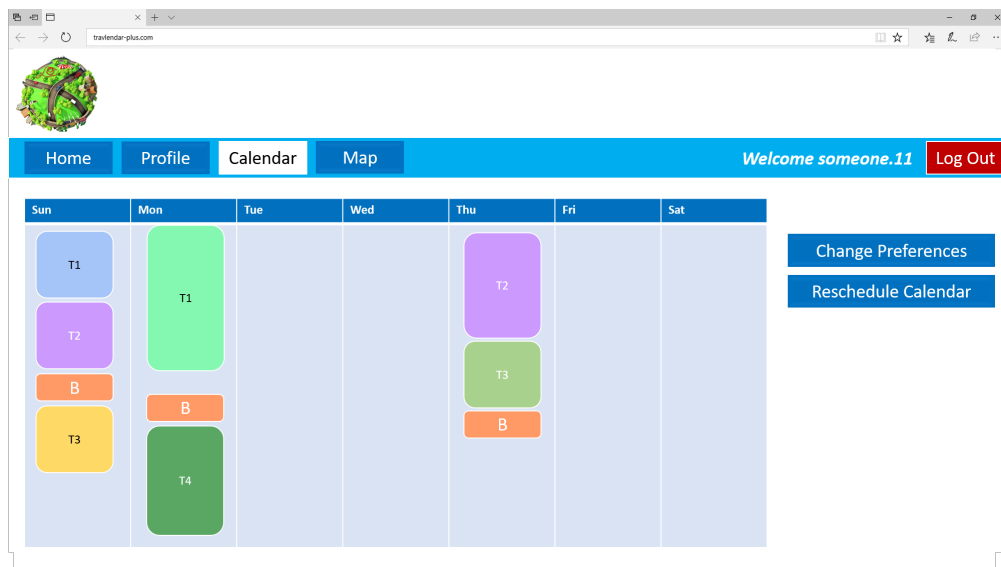 travlendar-plus.com
Home Profile Calendar Map Welcome someone.11 Log Out
Sun Mon Tue Wed Thu Fri Sat
Change Preferences
Reschedule Calendar
T1
T2
B
T3
T1
B
T4
T2
T3
B